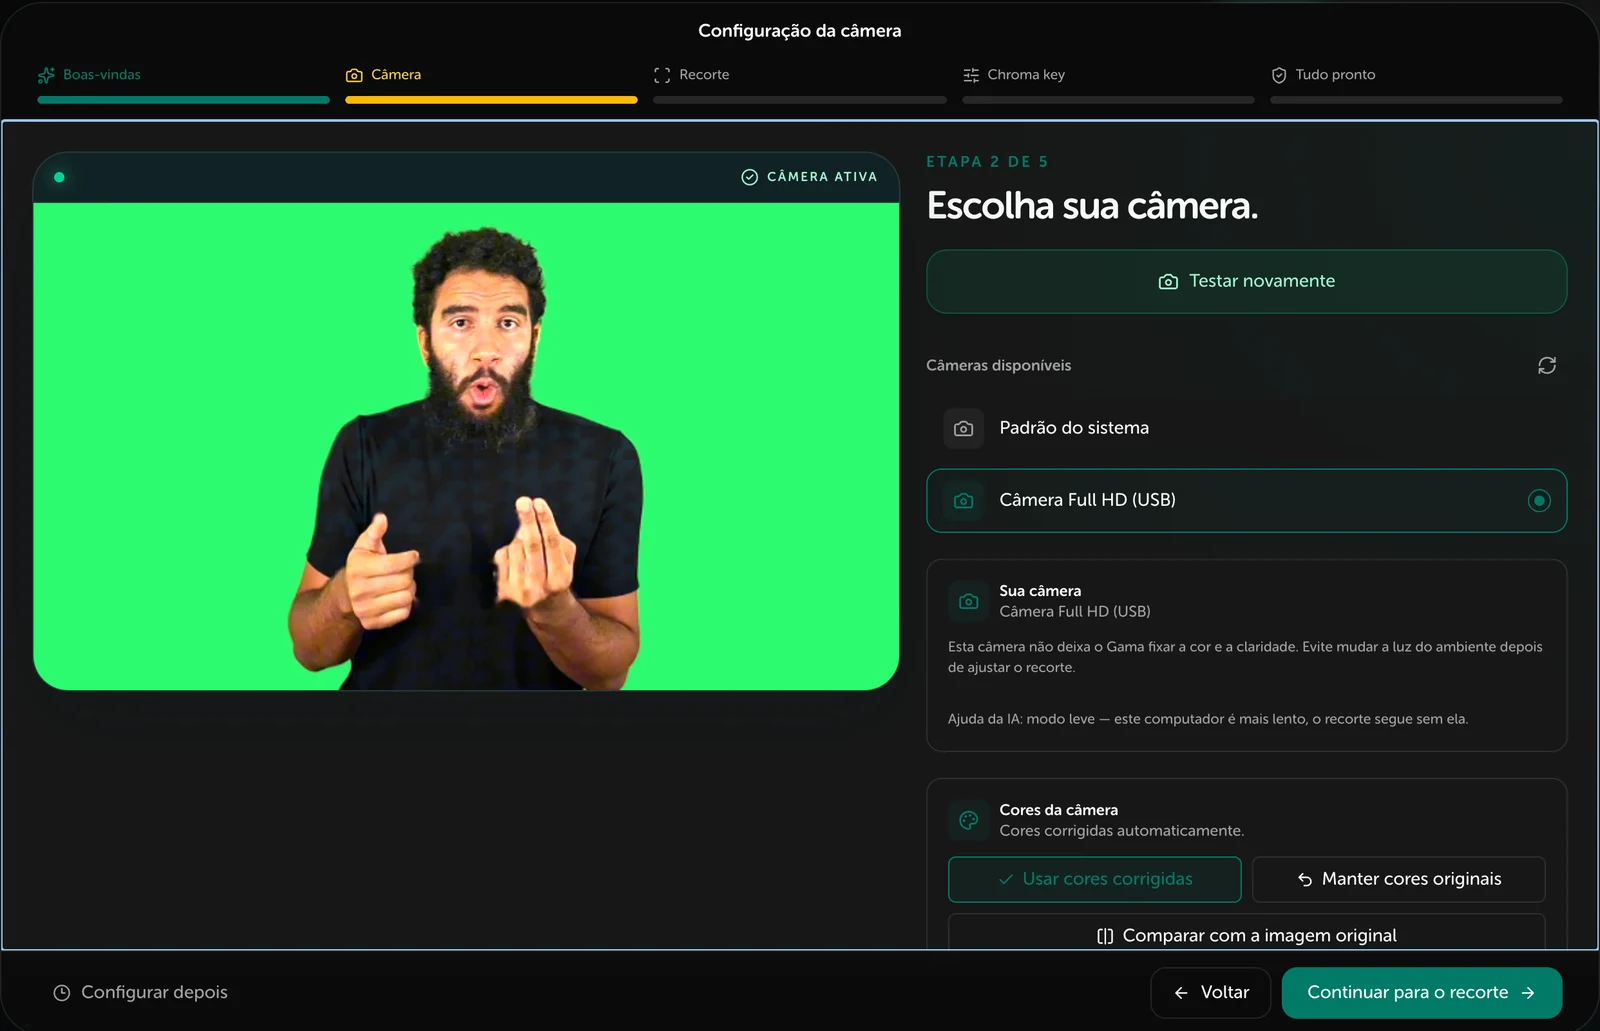 Configuração da câmera
Boas-vindas
Câmera
Recorte
Chroma key
Tudo pronto
CÂMERA ATIVA
ETAPA 2 DE 5
Escolha sua câmera.
Testar novamente
Câmeras disponíveis
Padrão do sistema
Câmera Full HD (USB)
Sua câmera
Câmera Full HD (USB)
Esta câmera não deixa o Gama fixar a cor e a claridade. Evite mudar a luz do ambiente depois
de ajustar o recorte.
Ajuda da IA: modo leve — este computador é mais lento, o recorte segue sem ela.
Cores da câmera
Cores corrigidas automaticamente.
Usar cores corrigidas
Manter cores originais
Comparar com a imagem original
Configurar depois
Voltar
Continuar para o recorte